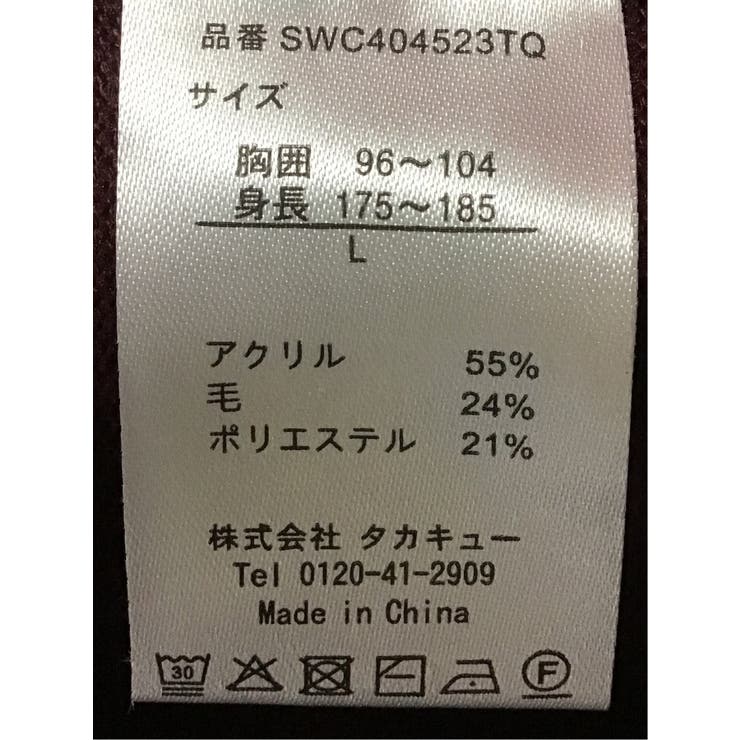 品番 SWC404523TQ
サイズ
胸囲 96～104
身長 175～185
L
アクリル 55%
毛 24%
ポリエステル 21%
株式会社 タカキュー
Tel 0120-41-2909
Made in China
30 F